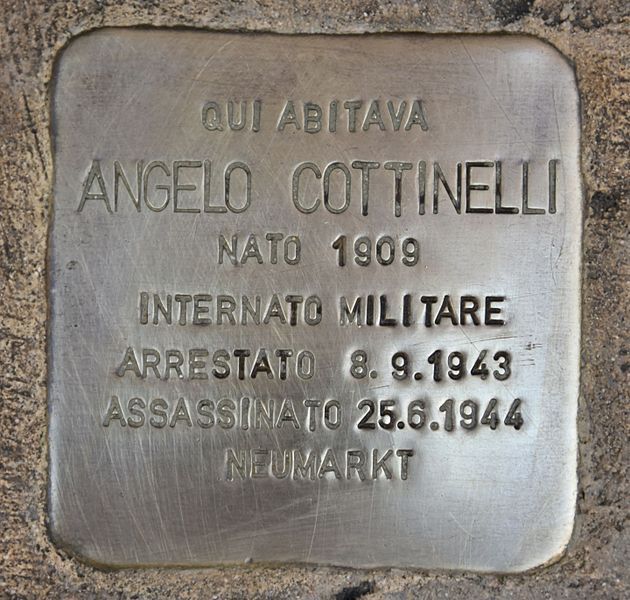 QUI ABITAVA
ANGELO COTTINELLI
NATO 1909
INTERNATO MILITARE
ARRESTATO 8.9.1943
ASSASSINATO 25.6.1944
NEUMARKT